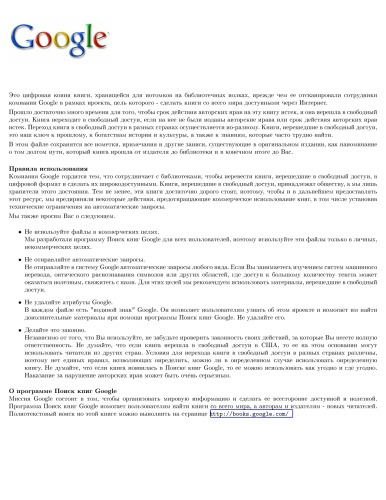 Google
Это цифровая копия книги, хранящейся для потомков на библиотечных полках, прежде чем ее отсканировали сотрудники
компании Google в рамках проекта, цель которого - сделать книги со всего мира доступными через Интернет.
Прошло достаточно много времени для того, чтобы срок действия авторских прав на эту книгу истек, и она перешла в свободный
доступ. Книга переходит в свободный доступ, если на нее не были поданы авторские права или срок действия авторских прав
истек. Переход книги в свободный доступ в разных странах осуществляется по-разному. Книги, перешедшие в свободный доступ,
это наш ключ к прошлому, к богатствам истории и культуры, а также к знаниям, которые часто трудно найти.
В этом файле сохранятся все пометки, примечания и другие записи, существующие в оригинальном издании, как напоминание
о том долгом пути, который книга прошла от издателя до библиотеки и в конечном итоге до Вас.
Правила использования
Компания Google гордится тем, что сотрудничает с библиотеками, чтобы перевести книги, перешедшие в свободный доступ, в
цифровой формат и сделать их широкодоступными. Книги, перешедшие в свободный доступ, принадлежат обществу, а мы лишь
хранители этого достояния. Тем не менее, эти книги достаточно дорого стоят, поэтому, чтобы и в дальнейшем предоставлять
этот ресурс, мы предприняли некоторые действия, предотвращающие коммерческое использование книг, в том числе установив
технические ограничения на автоматические запросы.
Мы также просим Вас о следующем.
• Не используйте файлы в коммерческих целях.
Мы разработали программу Поиск книг Google для всех пользователей, поэтому используйте эти файлы только в личных,
некоммерческих целях.
• Не отправляйте автоматические запросы.
Не отправляйте в систему Google автоматические запросы любого вида. Если Вы занимаетесь изучением систем машинного
перевода, оптического распознавания символов или других областей, где доступ к большому количеству текста может
оказаться полезным, свяжитесь с нами. Для этих целей мы рекомендуем использовать материалы, перешедшие в свободный
доступ.
• Не удаляйте атрибуты Google.
В каждом файле есть "водяной знак" Google. Он позволяет пользователям узнать об этом проекте и помогает им найти
дополнительные материалы при помощи программы Поиск книг Google. Не удаляйте его.
• Делайте это законно.
Независимо от того, что Вы используйте, не забудьте проверить законность своих действий, за которые Вы несете полную
ответственность. Не думайте, что если книга перешла в свободный доступ в США, то ее на этом основании могут
использовать читатели из других стран. Условия для перехода книги в свободный доступ в разных странах различны,
поэтому нет единых правил, позволяющих определить, можно ли в определенном случае использовать определенную
книгу. Не думайте, что если книга появилась в Поиске книг Google, то ее можно использовать как угодно и где угодно.
Наказание за нарушение авторских прав может быть очень серьезным.
О программе Поиск книг Google
Миссия Google состоит в том, чтобы организовать мировую информацию и сделать ее всесторонне доступной и полезной.
Программа Поиск книг Google помогает пользователям найти книги со всего мира, а авторам и издателям - новых читателей.
Полнотекстовый поиск по этой книге можно выполнить на странице http://books.google.com/